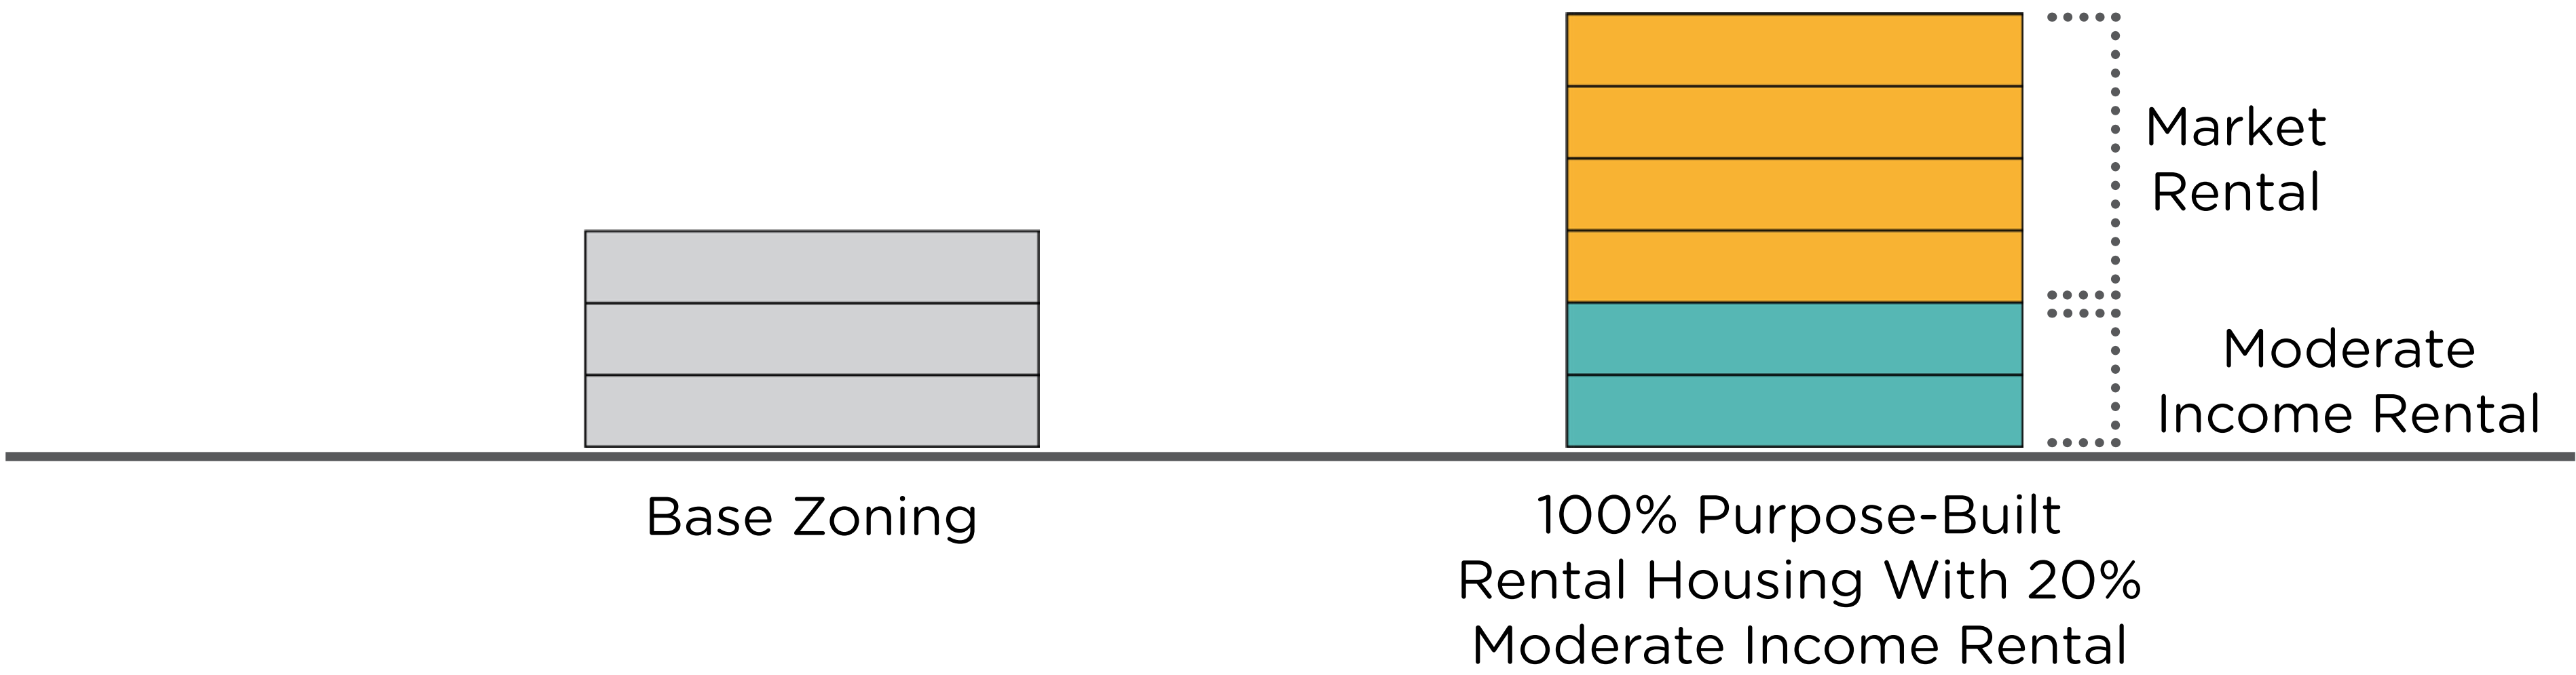 Market
Rental
Moderate
Income Rental
Base Zoning
100% Purpose-Built
Rental Housing With 20%
Moderate Income Rental